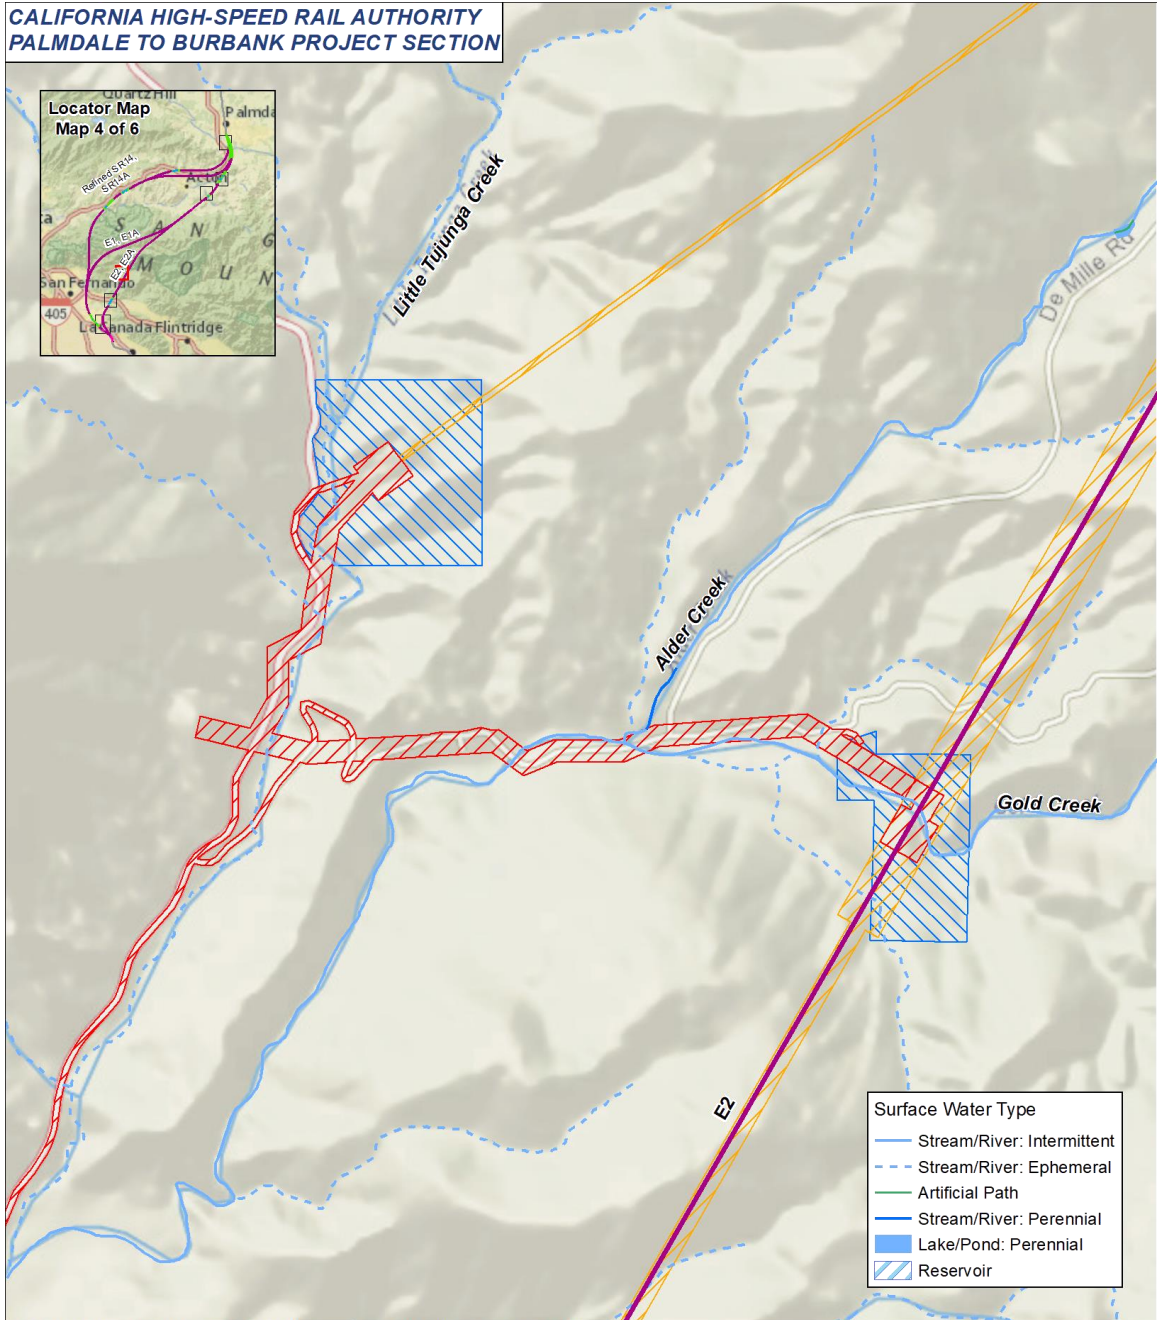 CALIFORNIA HIGH-SPEED RAIL AUTHORITY
PALMDALE TO BURBANK PROJECT SECTION
Quartz Hill
Locator Map
Map 4 of 6
Palmda
Refined SR14,
SR14A
Acton
ta
S A N
G
E1, E1A
E2, E2A
M O U N
San Fernando
405
La Canada Flintridge
Little Tujunga Creek
De Mille Rd
Alder Creek
Gold Creek
E2
Surface Water Type
Stream/River: Intermittent
Stream/River: Ephemeral
Artificial Path
Stream/River: Perennial
Lake/Pond: Perennial
Reservoir